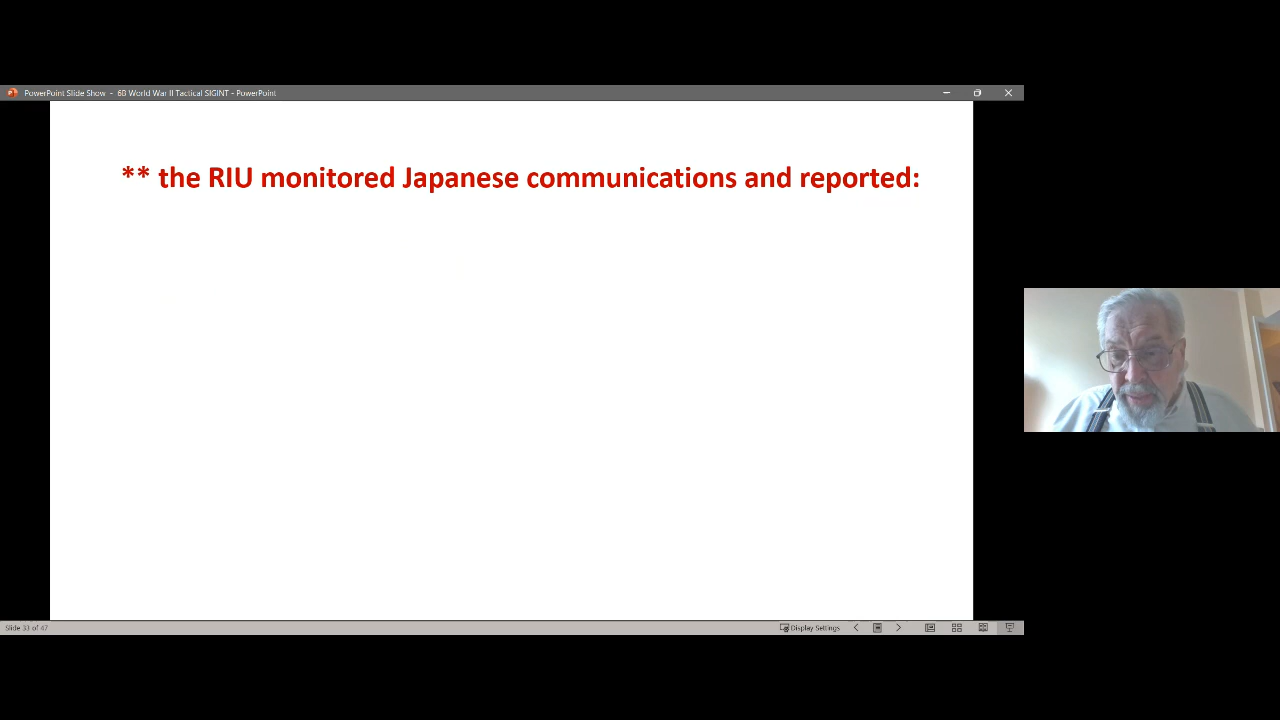 PowerPoint Slide Show - 6B World War II Tactical SIGINT - PowerPoint
** the RIU monitored Japanese communications and reported:
Slide 33 of 47
Display Settings